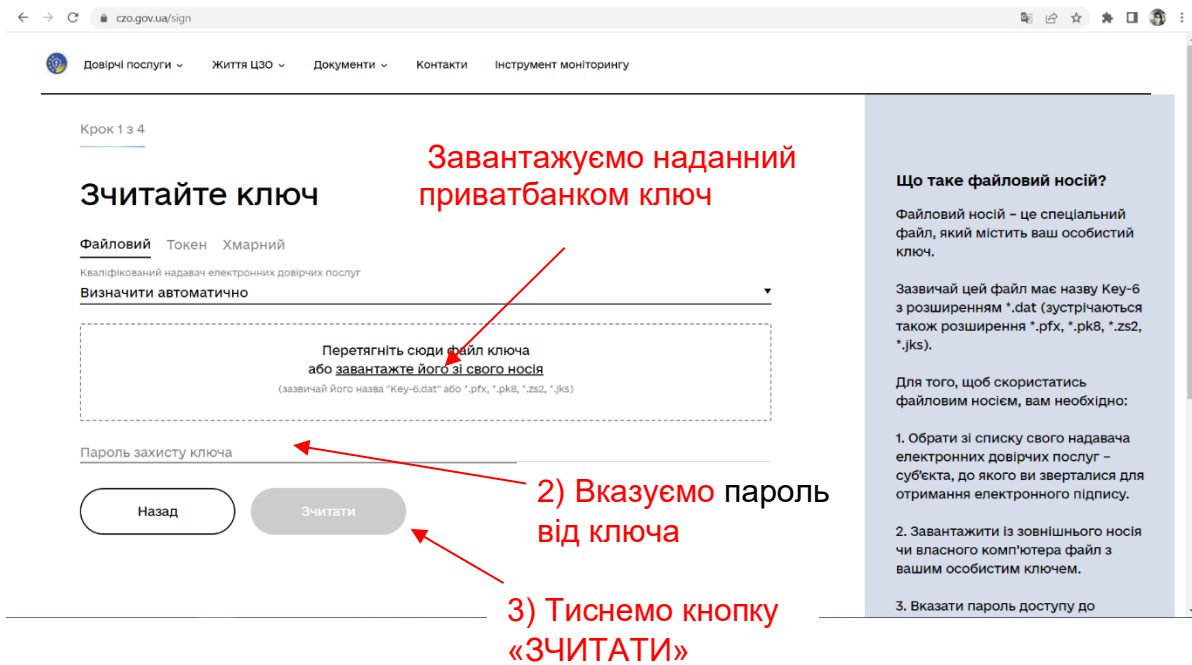 czo.gov.ua/sign
Довірчі послуги
Життя ЦЗО
Документи
Контакти
Інструмент моніторингу
Крок 1 з 4
Завантажуємо наданний
приватбанком ключ
Зчитайте ключ
Файловий Токен Хмарний
Кваліфікований надавач електронних довірчих послуг
Визначити автоматично
Перетягніть сюди файл ключа
або завантажте його зі свого носія
(зазвичай його назва "Key-6.dat" або *.pfx, *.pk8, *.zs2, *.jks)
Пароль захисту ключа
2) Вказуємо пароль
від ключа
Назад
Зчитати
3) Тиснемо кнопку
«ЗЧИТАТИ»
Що таке файловий носій?
Файловий носій – це спеціальний
файл, який містить ваш особистий
ключ.
Зазвичай цей файл має назву Key-6
з розширенням *.dat (зустрічаються
також розширення *.pfx, *.pk8, *.zs2,
*.jks).
Для того, щоб скористатись
файловим носієм, вам необхідно:
1. Обрати зі списку свого надавача
електронних довірчих послуг –
суб'єкта, до якого ви зверталися для
отримання електронного підпису.
2. Завантажити із зовнішнього носія
чи власного комп'ютера файл з
вашим особистим ключем.
3. Вказати пароль доступу до